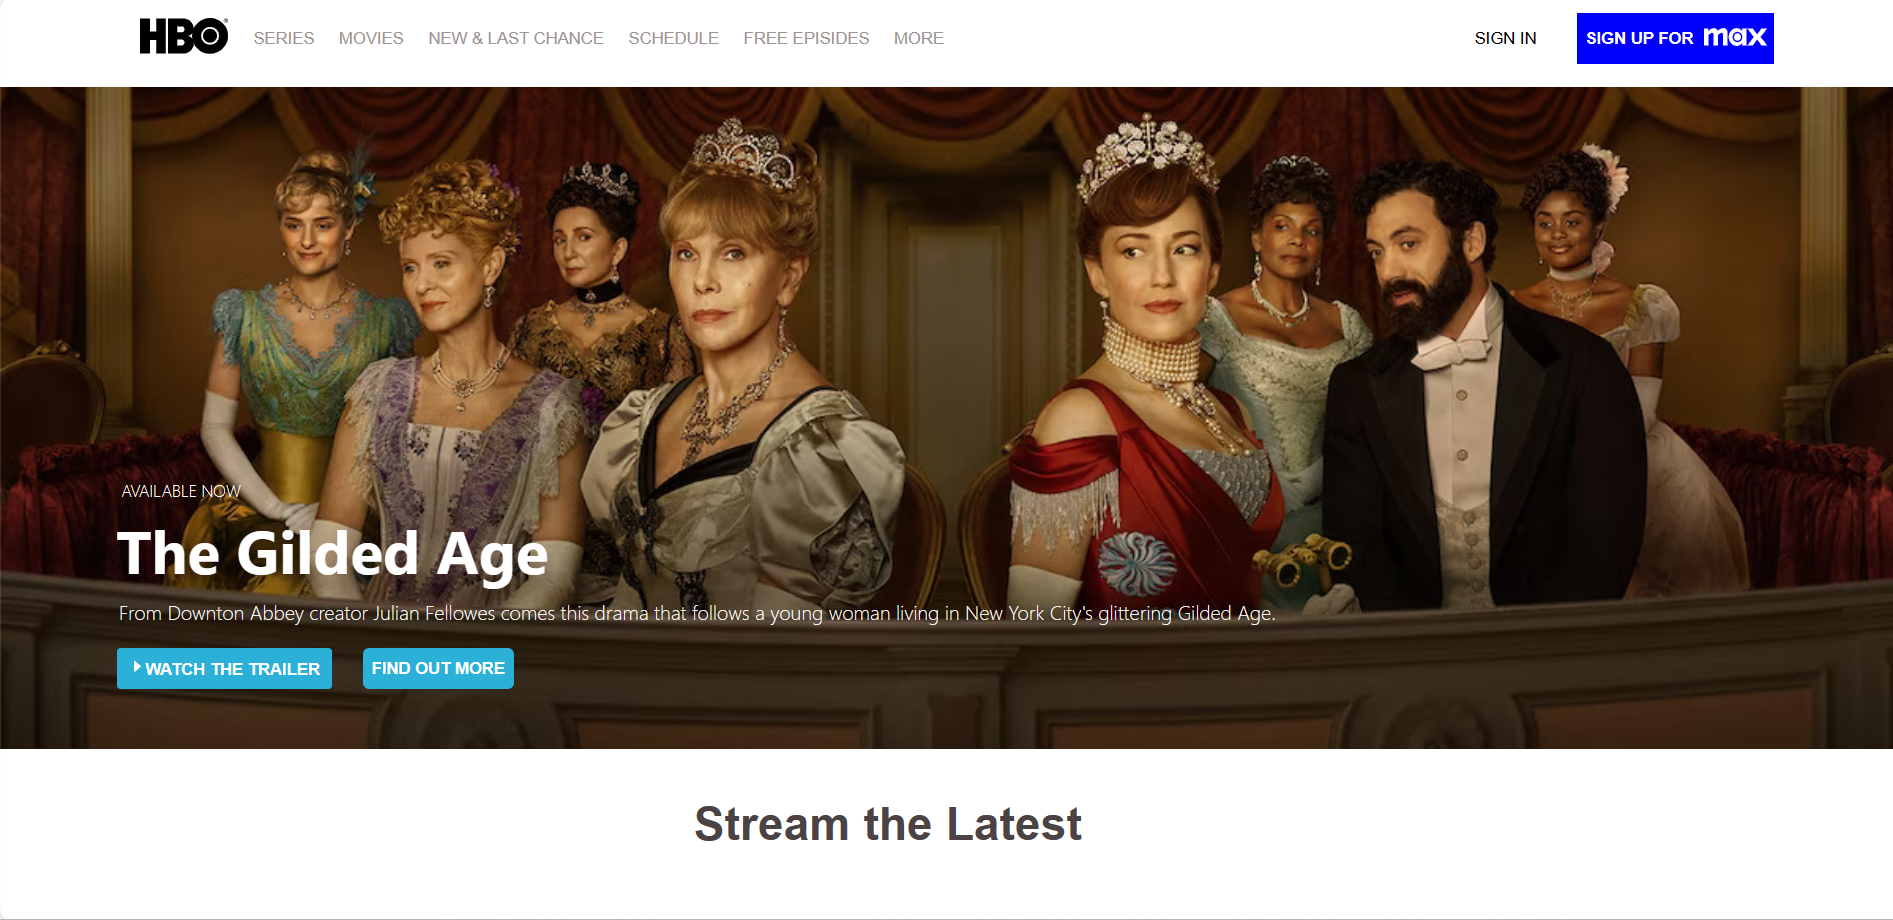 HBO SERIES MOVIES NEW & LAST CHANCE SCHEDULE FREE EPISIDES MORE SIGN IN SIGN UP FOR max
AVAILABLE NOW
The Gilded Age
From Downton Abbey creator Julian Fellowes comes this drama that follows a young woman living in New York City's glittering Gilded Age.
WATCH THE TRAILER FIND OUT MORE
Stream the Latest